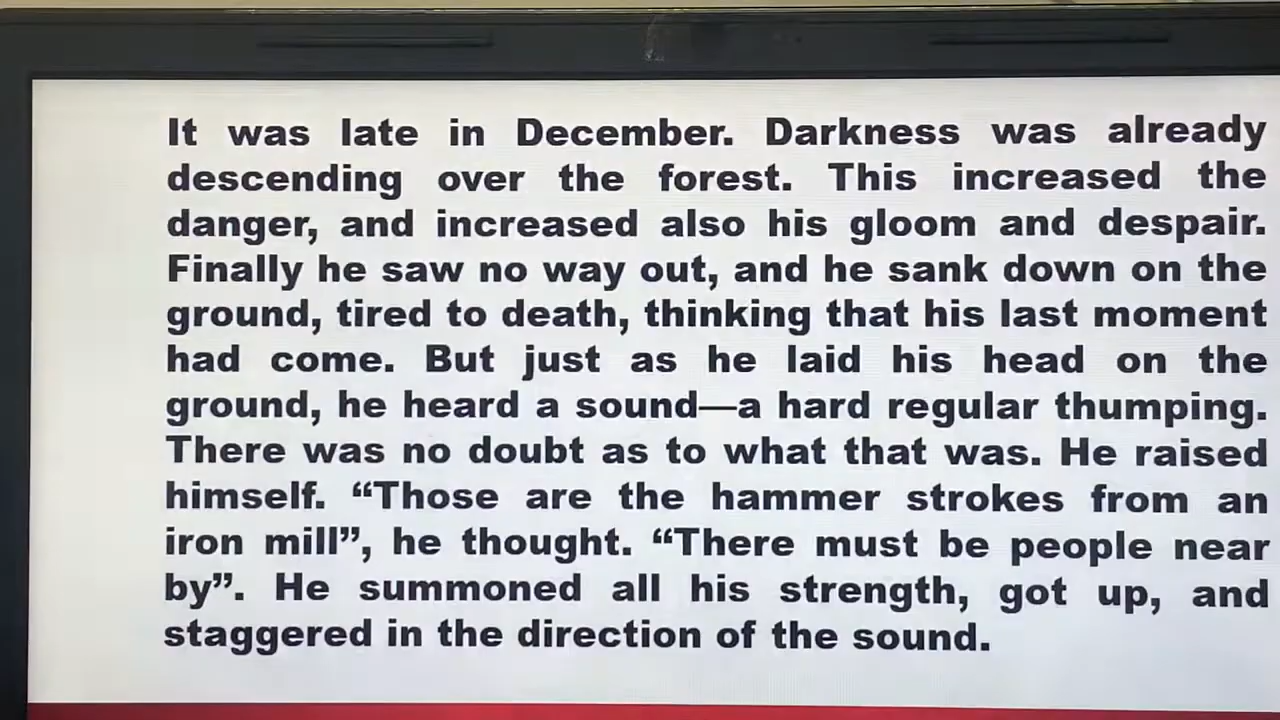 It was late in December. Darkness was already
descending over the forest. This increased the
danger, and increased also his gloom and despair.
Finally he saw no way out, and he sank down on the
ground, tired to death, thinking that his last moment
had come. But just as he laid his head on the
ground, he heard a sound—a hard regular thumping.
There was no doubt as to what that was. He raised
himself. “Those are the hammer strokes from an
iron mill”, he thought. “There must be people near
by”. He summoned all his strength, got up, and
staggered in the direction of the sound.